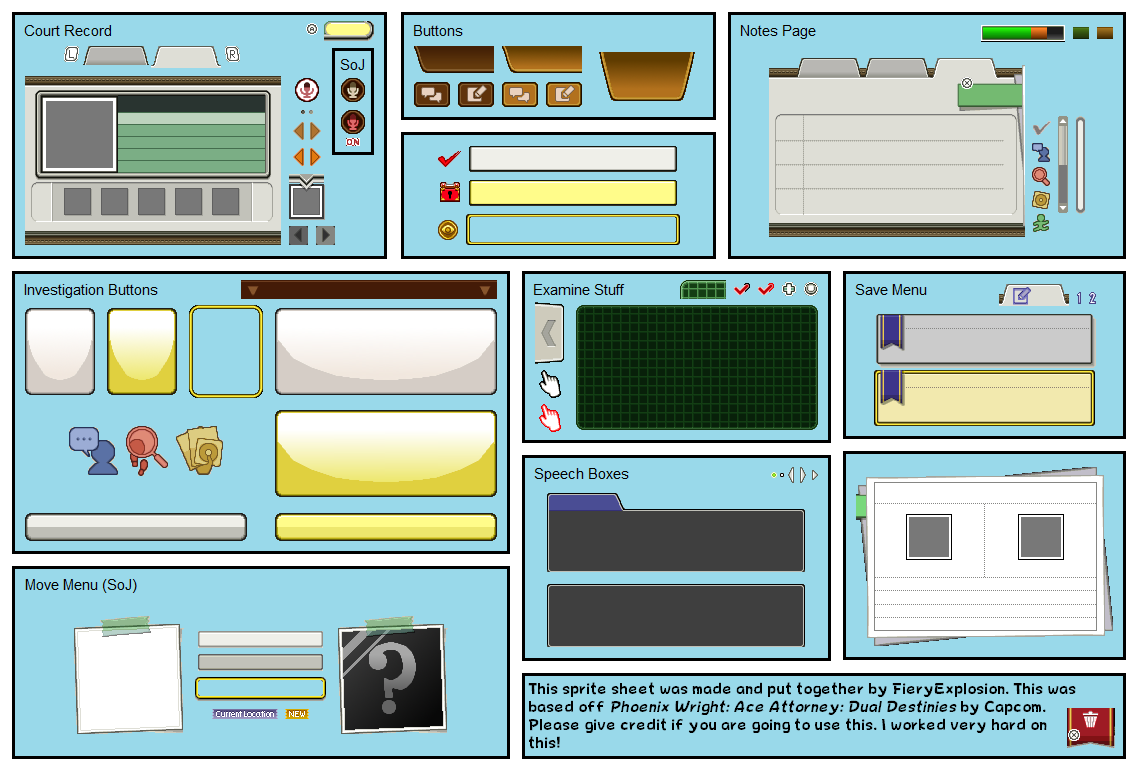 Court Record
L
R
SoJ
ON
Buttons
Notes Page
Investigation Buttons
Examine Stuff
Save Menu
1 2
Speech Boxes
Move Menu (SoJ)
?
Current Location
NEW
This sprite sheet was made and put together by FieryExplosion. This was
based off Phoenix Wright: Ace Attorney: Dual Destinies by Capcom.
Please give credit if you are going to use this. I worked very hard on
this!